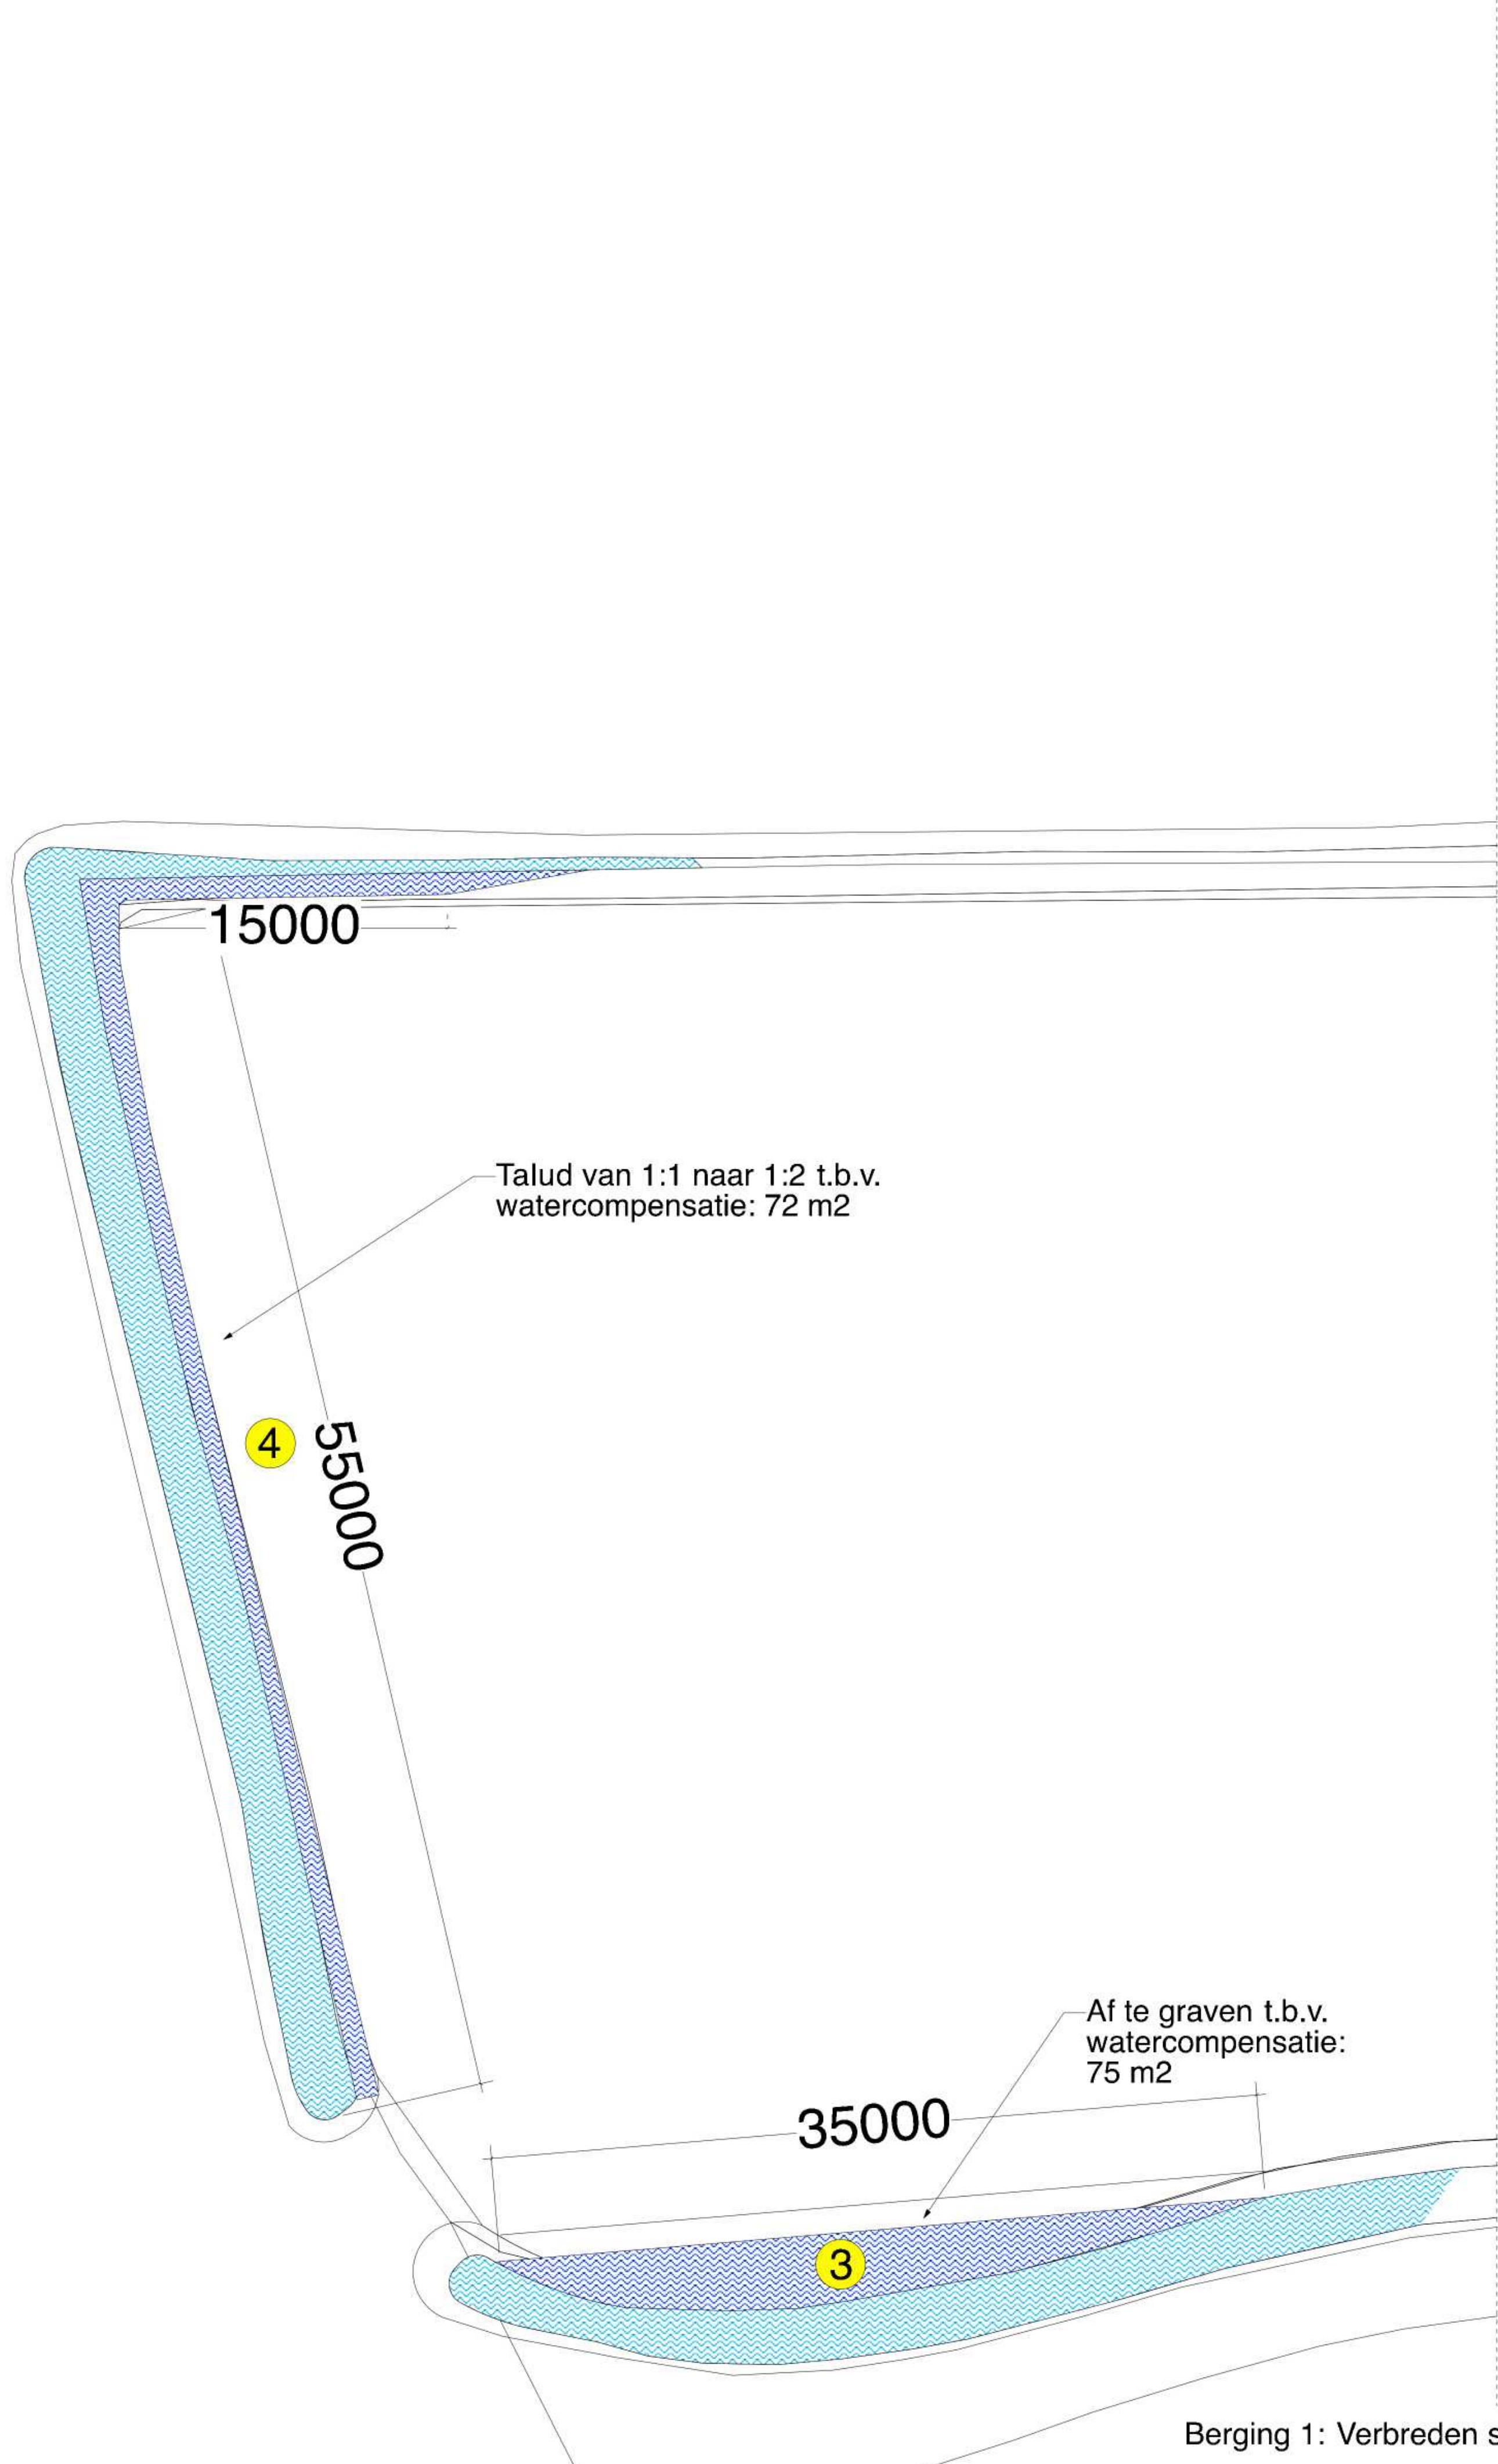 15000
Talud van 1:1 naar 1:2 t.b.v.
watercompensatie: 72 m2
4
55000
Af te graven t.b.v.
watercompensatie:
75 m2
35000
3
Berging 1: Verbreden